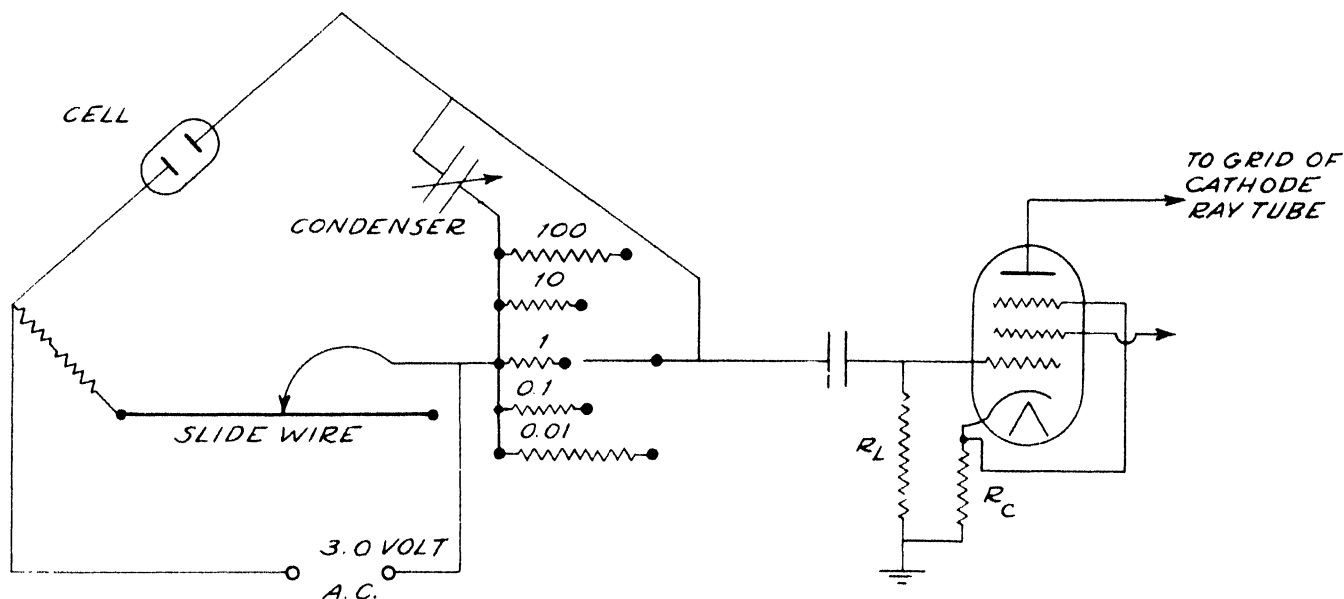 CELL
CONDENSER
100
10
1
0.1
0.01
SLIDE WIRE
3.0 VOLT
A.C.
TO GRID OF
CATHODE
RAY TUBE
R_L
R_C